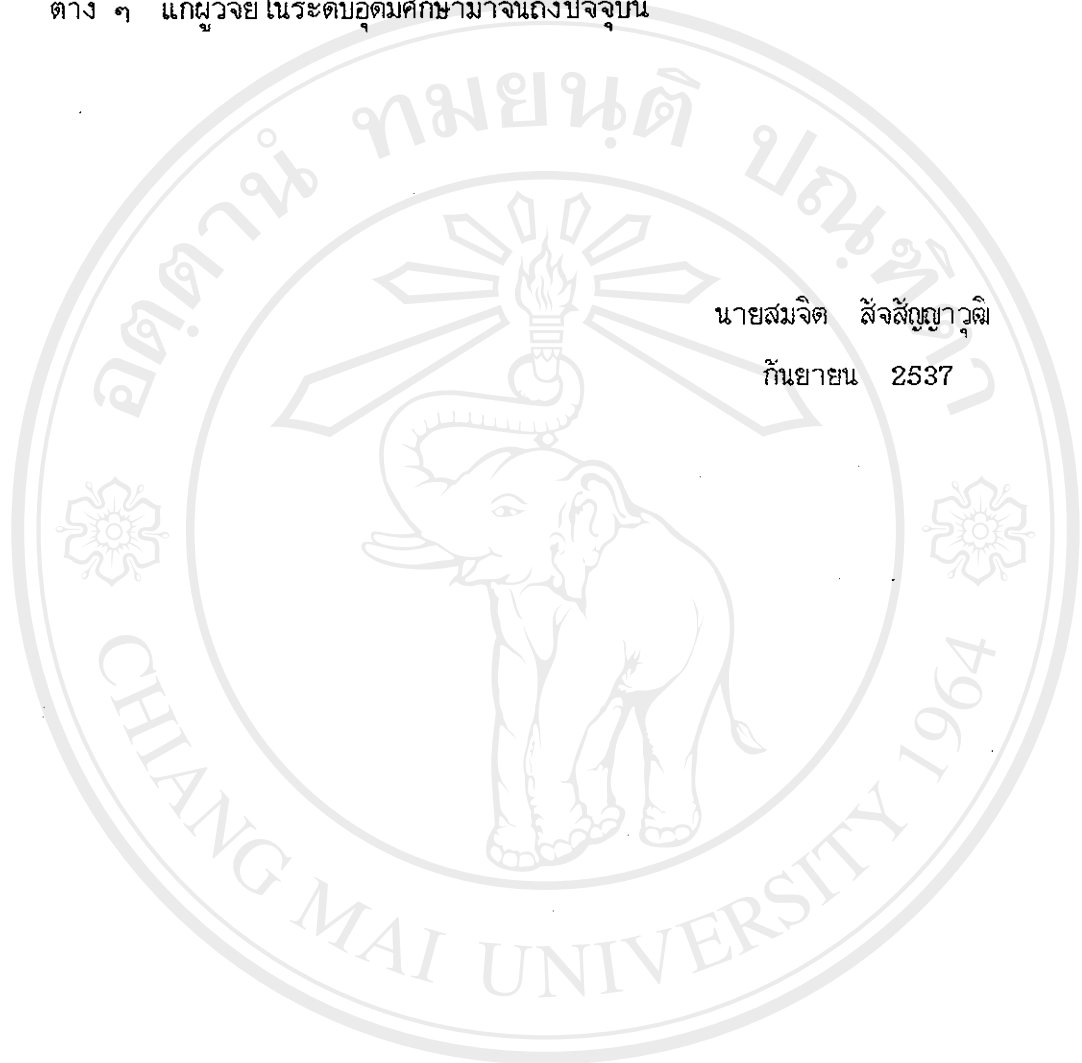 ต่าง ๆ แก่ผู้วิจัยในระดับอุดมศึกษามาจนถึงปัจจุบัน
อตฺตานํ ทมยนฺติ ปณฺฑิตา
นายสมจิต สัจสัญญาวุฒิ
กันยายน 2537
CHIANG MAI UNIVERSITY 1964